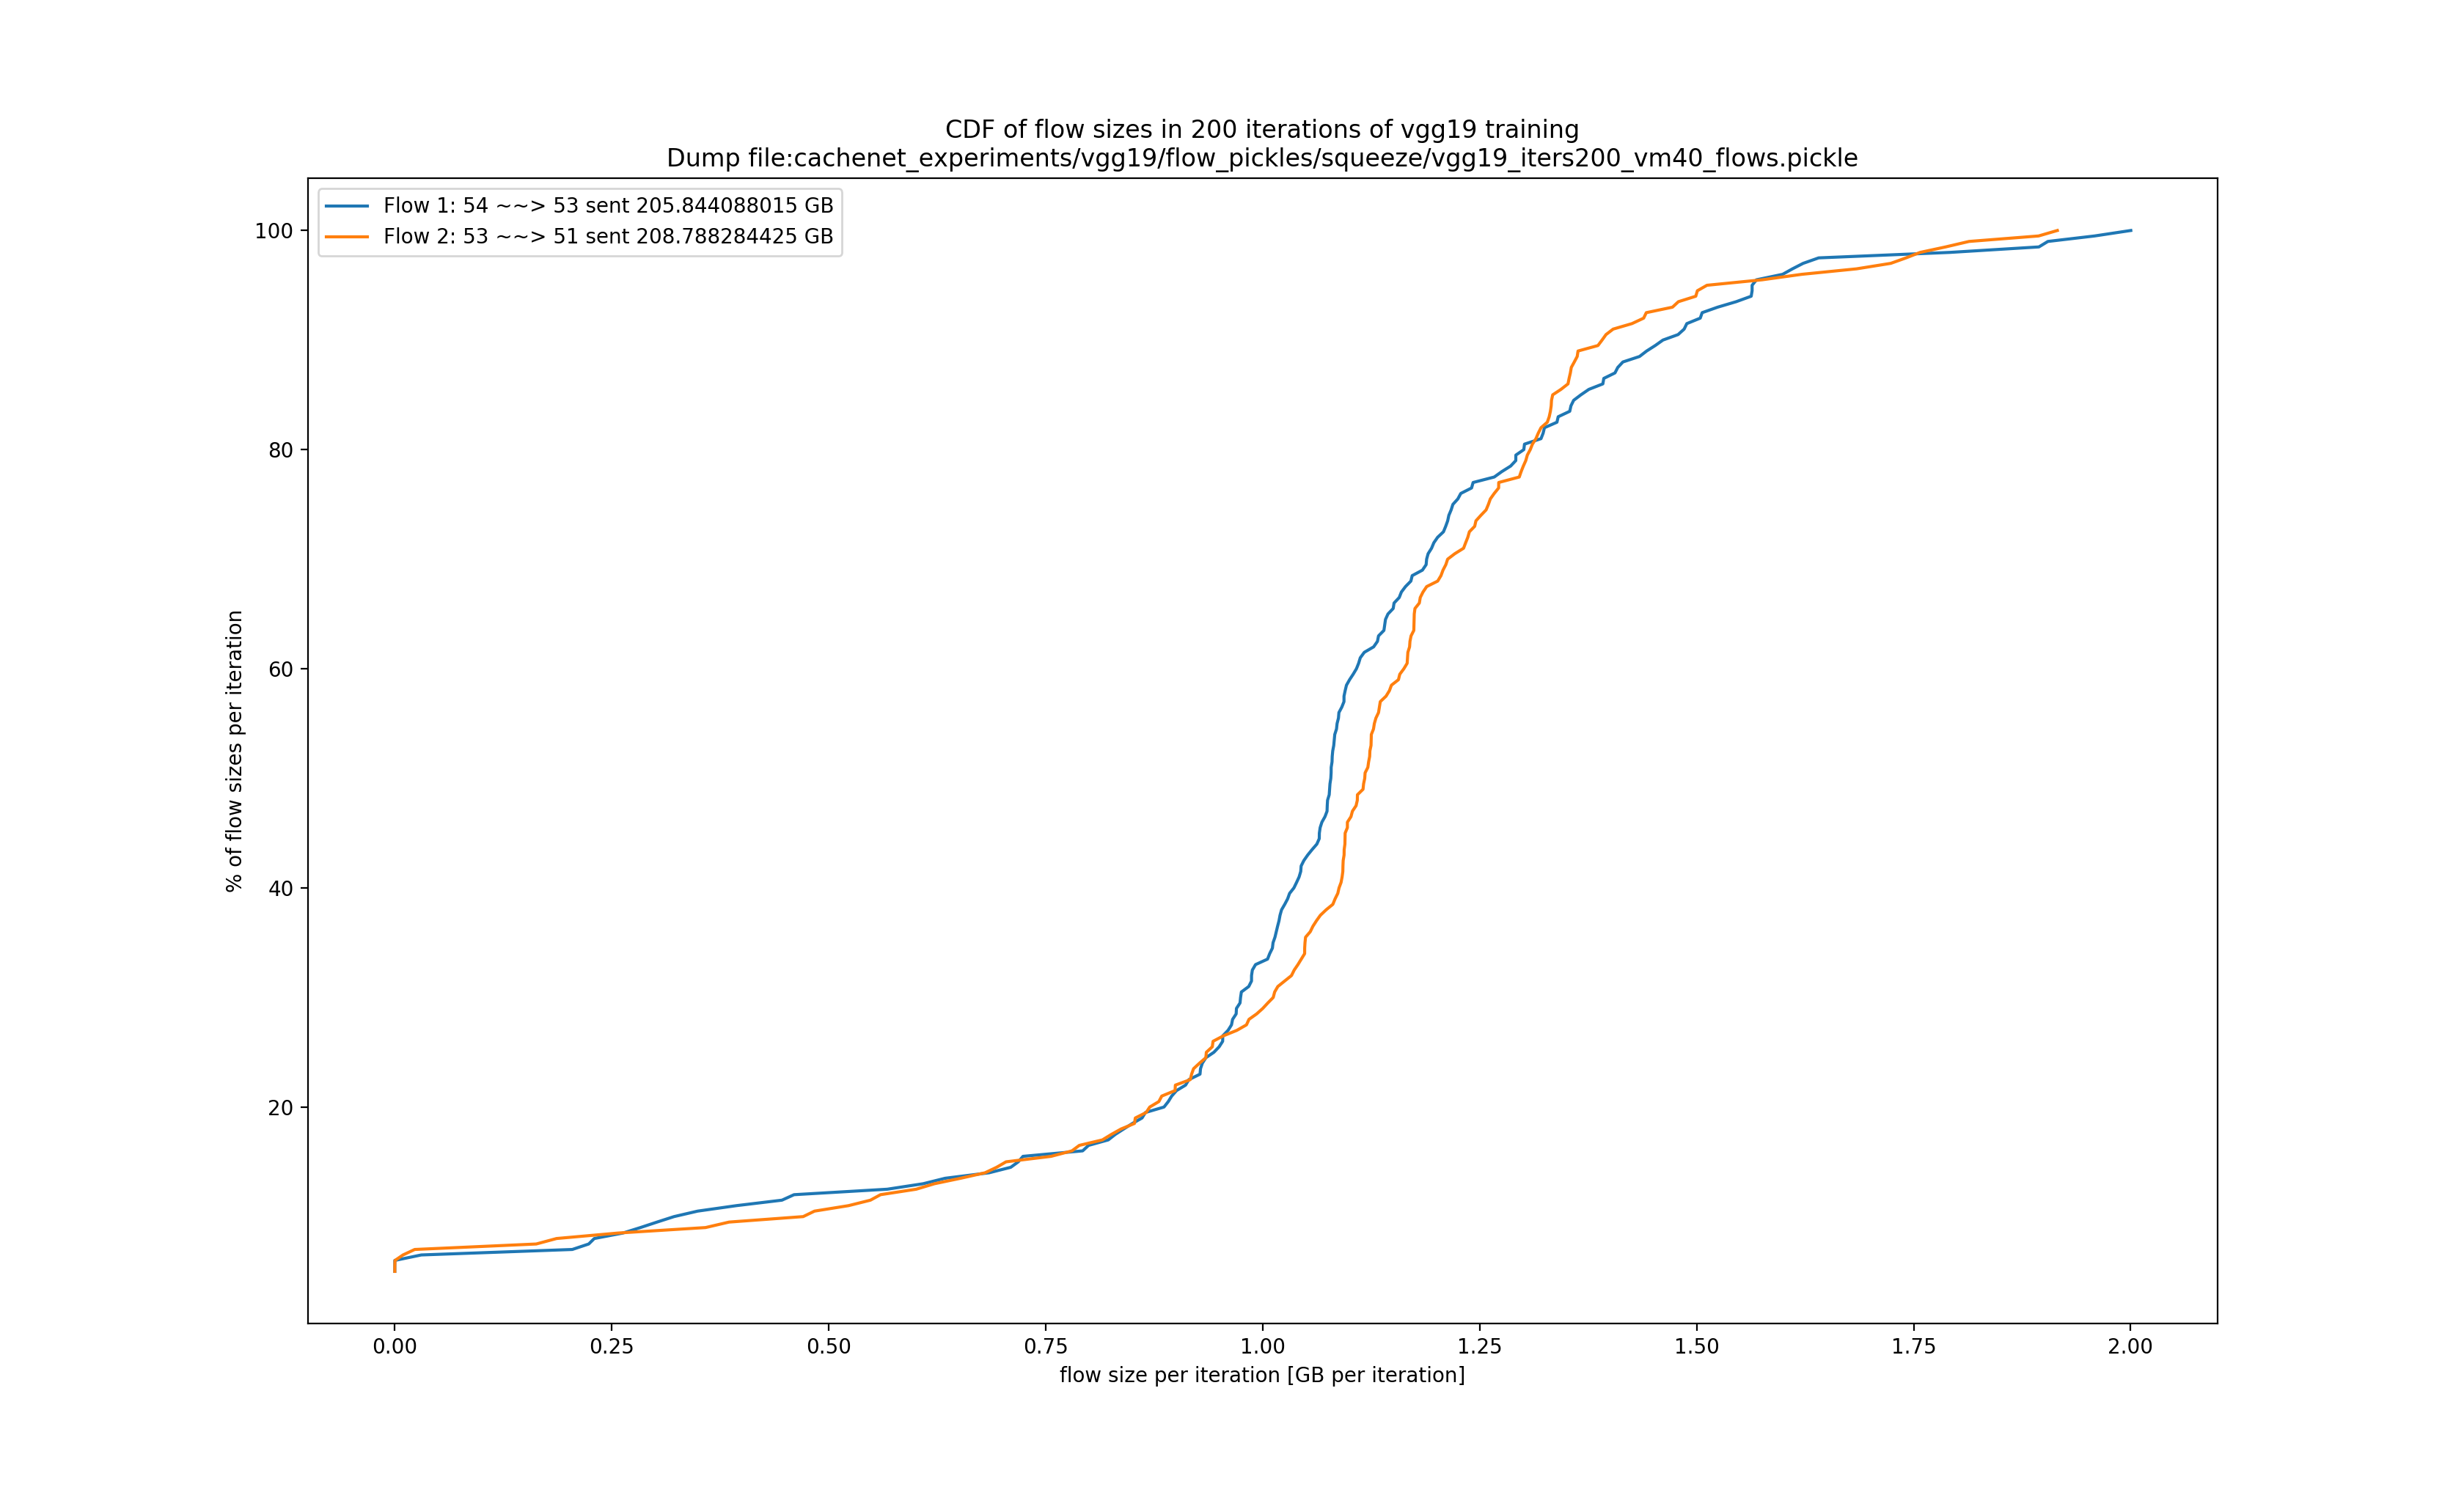 CDF of flow sizes in 200 iterations of vgg19 training
Dump file:cachenet_experiments/vgg19/flow_pickles/squeeze/vgg19_iters200_vm40_flows.pickle
Flow 1: 54 ~~> 53 sent 205.844088015 GB
Flow 2: 53 ~~> 51 sent 208.788284425 GB
100
80
60
40
20
% of flow sizes per iteration
0.00 0.25 0.50 0.75 1.00 1.25 1.50 1.75 2.00
flow size per iteration [GB per iteration]